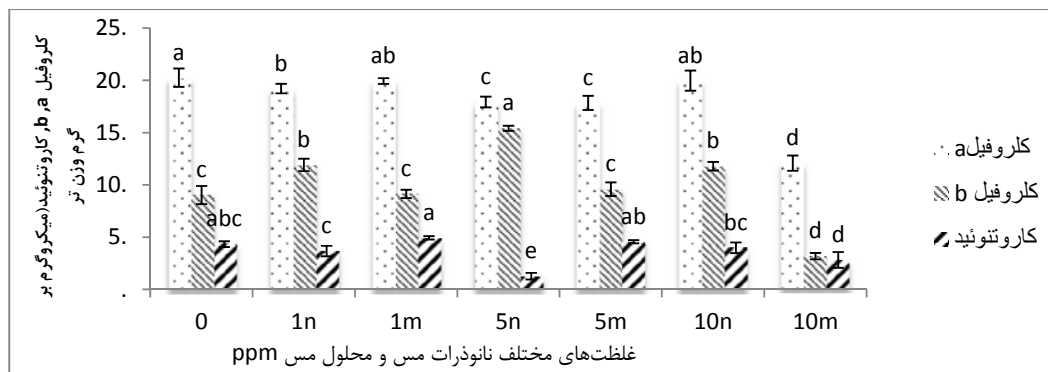 کلروفیل b,a, کاروتنوئید(میکروگرم بر
گرم وزن تر
25.
20.
15.
10.
5.
.
a
c
abc
b
b
c
ab
c
a
c
a
e
c
c
ab
ab
b
bc
d
d
d
0 1n 1m 5n 5m 10n 10m
غلظت‌های مختلف نانوذرات مس و محلول مس ppm
کلروفیلa
کلروفیل b
کاروتنوئید